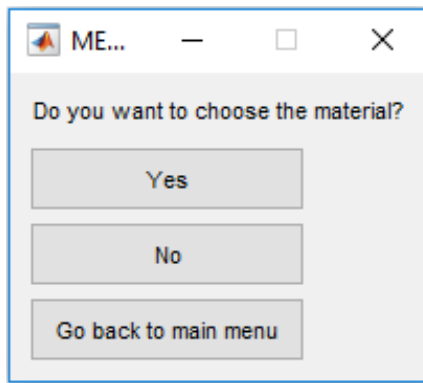 ME...
Do you want to choose the material?
Yes
No
Go back to main menu